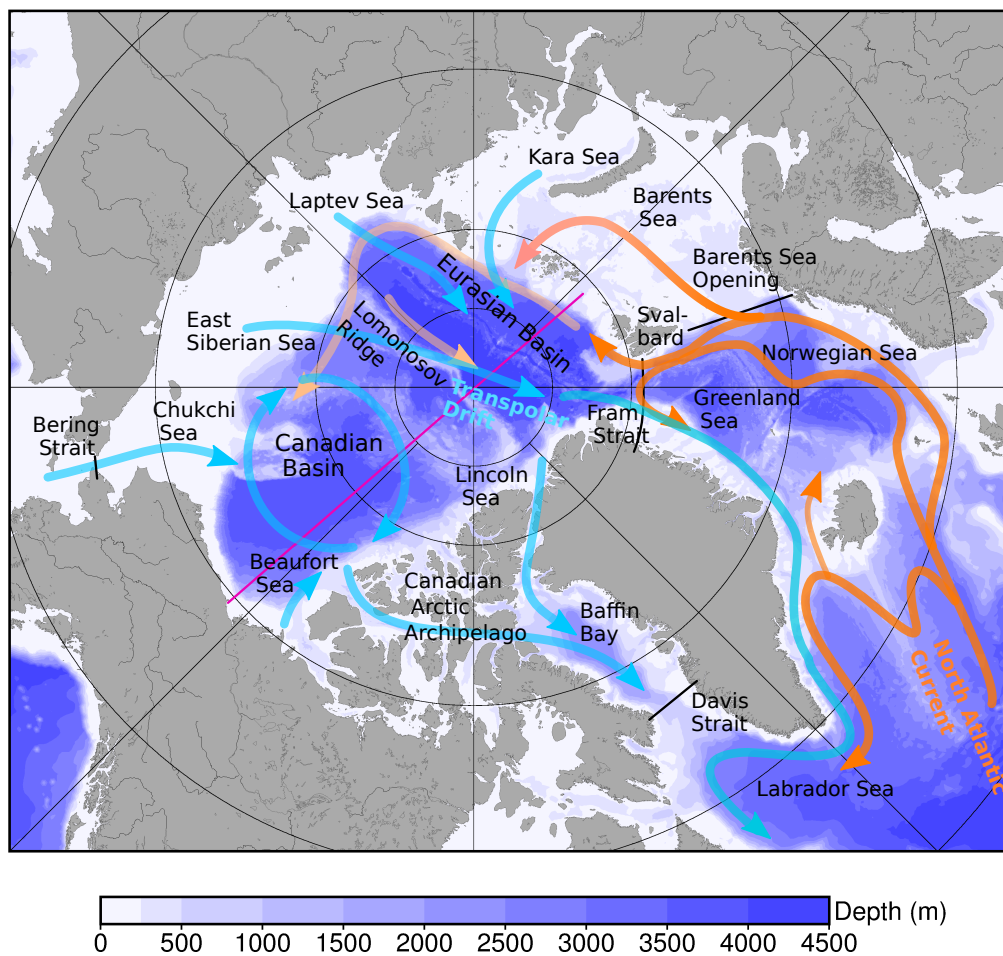 Kara Sea
Laptev Sea
Barents
Sea
Barents Sea
Opening
Eurasian Basin
Sval-
bard
East
Siberian Sea
Lomonosov
Ridge
Norwegian Sea
Transpolar
Drift
Greenland
Sea
Chukchi
Sea
Bering
Strait
Fram
Strait
Canadian
Basin
Lincoln
Sea
Beaufort
Sea
Canadian
Arctic
Archipelago
Baffin
Bay
North Atlantic
Current
Davis
Strait
Labrador Sea
Depth (m)
0 500 1000 1500 2000 2500 3000 3500 4000 4500